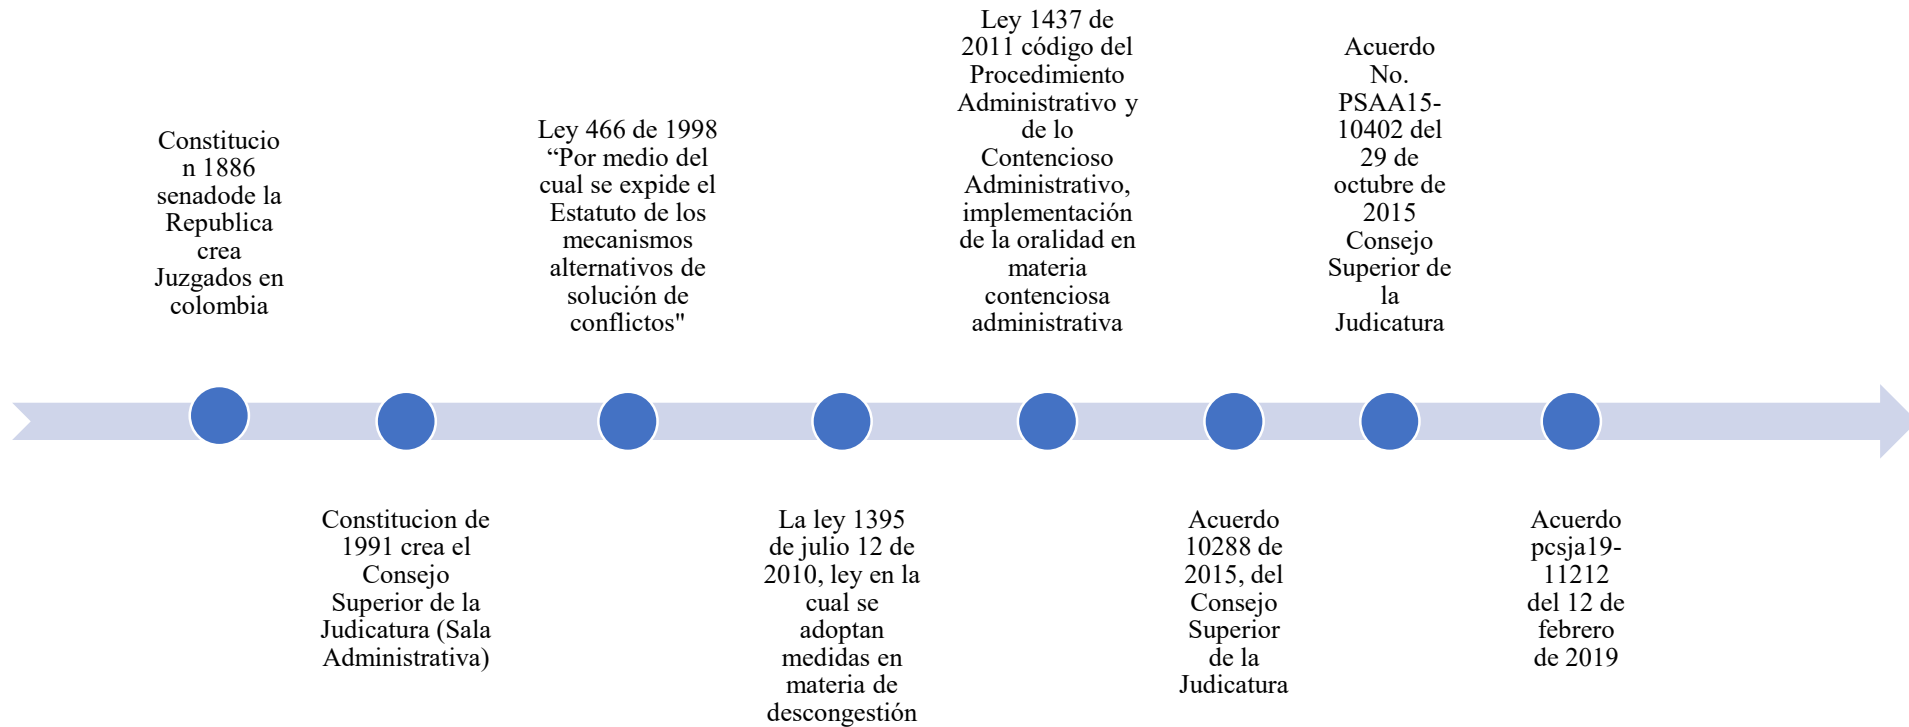 Constitucio
n 1886
senadode la
Republica
crea
Juzgados en
colombia
Constitucion de
1991 crea el
Consejo
Superior de la
Judicatura (Sala
Administrativa)
Ley 466 de 1998
“Por medio del
cual se expide el
Estatuto de los
mecanismos
alternativos de
solución de
conflictos"
La ley 1395
de julio 12 de
2010, ley en la
cual se
adoptan
medidas en
materia de
descongestión
Ley 1437 de
2011 código del
Procedimiento
Administrativo y
de lo
Contencioso
Administrativo,
implementación
de la oralidad en
materia
contenciosa
administrativa
Acuerdo
10288 de
2015, del
Consejo
Superior
de la
Judicatura
Acuerdo
No.
PSAA15-
10402 del
29 de
octubre de
2015
Consejo
Superior de
la
Judicatura
Acuerdo
pcsja19-
11212
del 12 de
febrero
de 2019